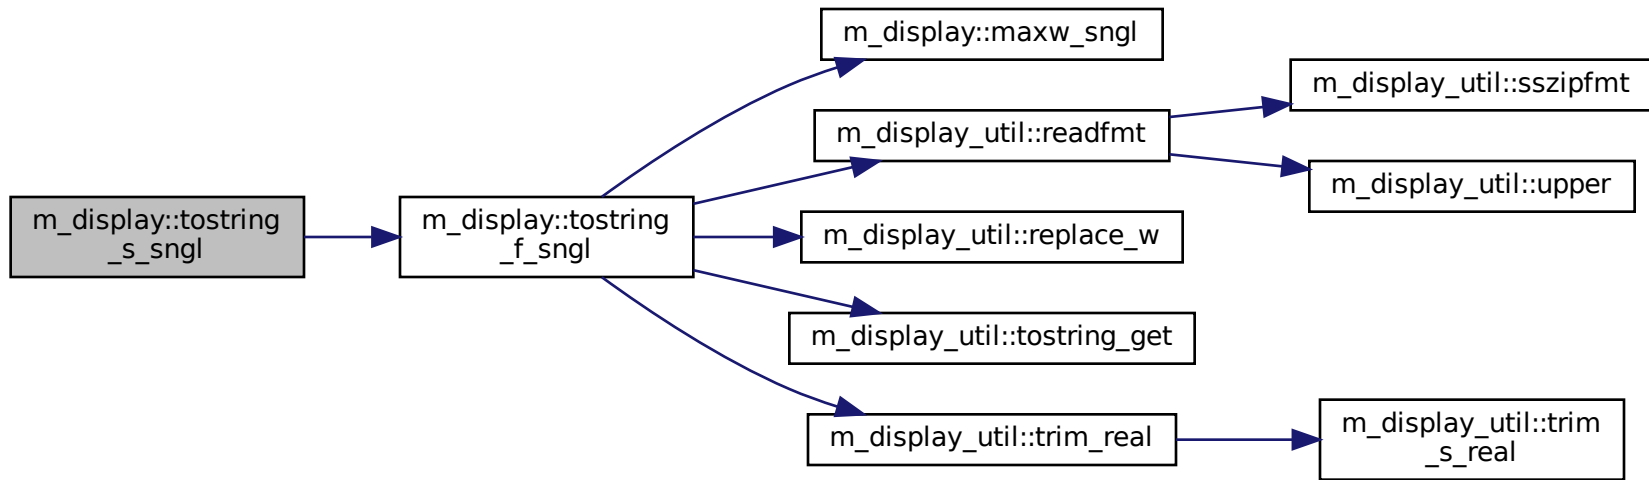 m_display::maxw_sngl
m_display_util::sszipfmt
m_display_util::readfmt
m_display_util::upper
m_display::tostring
_s_sngl
m_display::tostring
_f_sngl
m_display_util::replace_w
m_display_util::tostring_get
m_display_util::trim_real
m_display_util::trim
_s_real